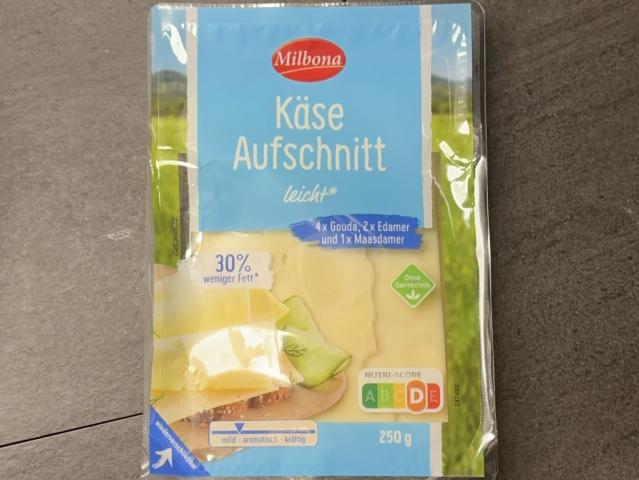 Milbona
Käse
Aufschnitt
leicht*
4 x Gouda, 2 x Edamer
und 1 x Maasdamer
30%
weniger Fett*
Ohne
Gentechnik
NUTRI-SCORE
A B C D E
mild - aromatisch - kräftig
250 g
wiederverschließbar